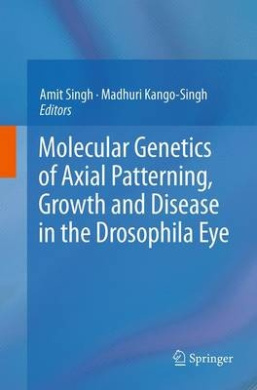 Amit Singh · Madhuri Kango-Singh
Editors
Molecular Genetics
of Axial Patterning,
Growth and Disease
in the Drosophila Eye
Springer